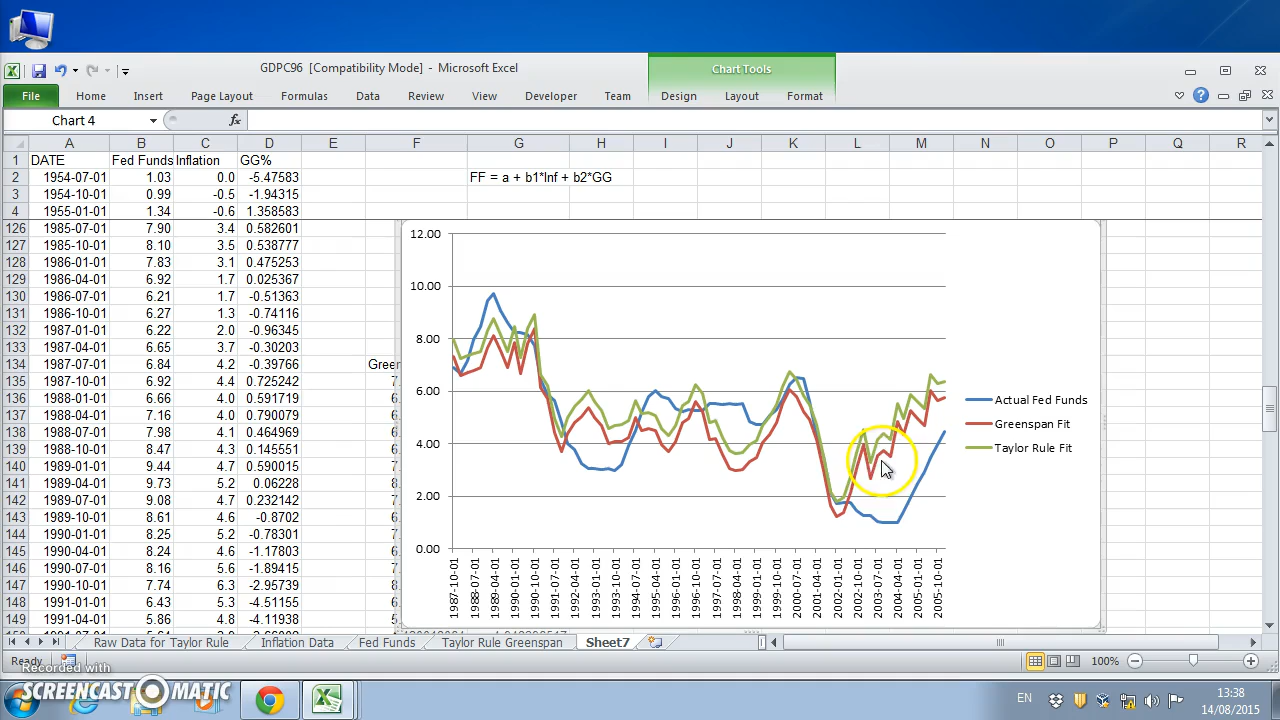 GDPC96 [Compatibility Mode] - Microsoft Excel
Chart Tools
File Home Insert Page Layout Formulas Data Review View Developer Team Design Layout Format
Chart 4 fx
A B C D E F G H I J K L M N O P Q R
1 DATE Fed Funds Inflation GG%
2 1954-07-01 1.03 0.0 -5.47583 FF = a + b1*Inf + b2*GG
3 1954-10-01 0.99 -0.5 -1.94315
4 1955-01-01 1.34 -0.6 1.358583
126 1985-07-01 7.90 3.4 0.582601
127 1985-10-01 8.10 3.5 0.538777
128 1986-01-01 7.83 3.1 0.475253
129 1986-04-01 6.92 1.7 0.025367
130 1986-07-01 6.21 1.7 -0.51363
131 1986-10-01 6.27 1.3 -0.74116
132 1987-01-01 6.22 2.0 -0.96345
133 1987-04-01 6.65 3.7 -0.30203
134 1987-07-01 6.84 4.2 -0.39766 Green
135 1987-10-01 6.92 4.4 0.725242 7.
136 1988-01-01 6.66 4.0 0.591719 6.
137 1988-04-01 7.16 4.0 0.790079 6.
138 1988-07-01 7.98 4.1 0.464969 6.
139 1988-10-01 8.47 4.3 0.148551 6.
140 1989-01-01 9.44 4.7 0.590015 7.
141 1989-04-01 9.73 5.2 0.06228 8.
142 1989-07-01 9.08 4.7 0.232142 7.
143 1989-10-01 8.61 4.6 -0.8702 6.
144 1990-01-01 8.25 5.2 -0.78301 7.
145 1990-04-01 8.24 4.6 -1.17803 6.
146 1990-07-01 8.16 5.6 -1.89415 7.
147 1990-10-01 7.74 6.3 -2.95739 8.
148 1991-01-01 6.43 5.3 -4.51155 6.
149 1991-04-01 5.86 4.8 -4.11938
12.00
10.00
8.00
6.00
4.00
2.00
0.00
1987-10-01
1988-07-01
1989-04-01
1990-01-01
1990-10-01
1991-07-01
1992-04-01
1993-01-01
1993-10-01
1994-07-01
1995-04-01
1996-01-01
1996-10-01
1997-07-01
1998-04-01
1999-01-01
1999-10-01
2000-07-01
2001-04-01
2002-01-01
2002-10-01
2003-07-01
2004-04-01
2005-01-01
2005-10-01
Actual Fed Funds
Greenspan Fit
Taylor Rule Fit
Raw Data for Taylor Rule Inflation Data Fed Funds Taylor Rule Greenspan Sheet7
Ready 100%
Recorded with
SCREENCAST MATIC
EN
13:38
14/08/2015